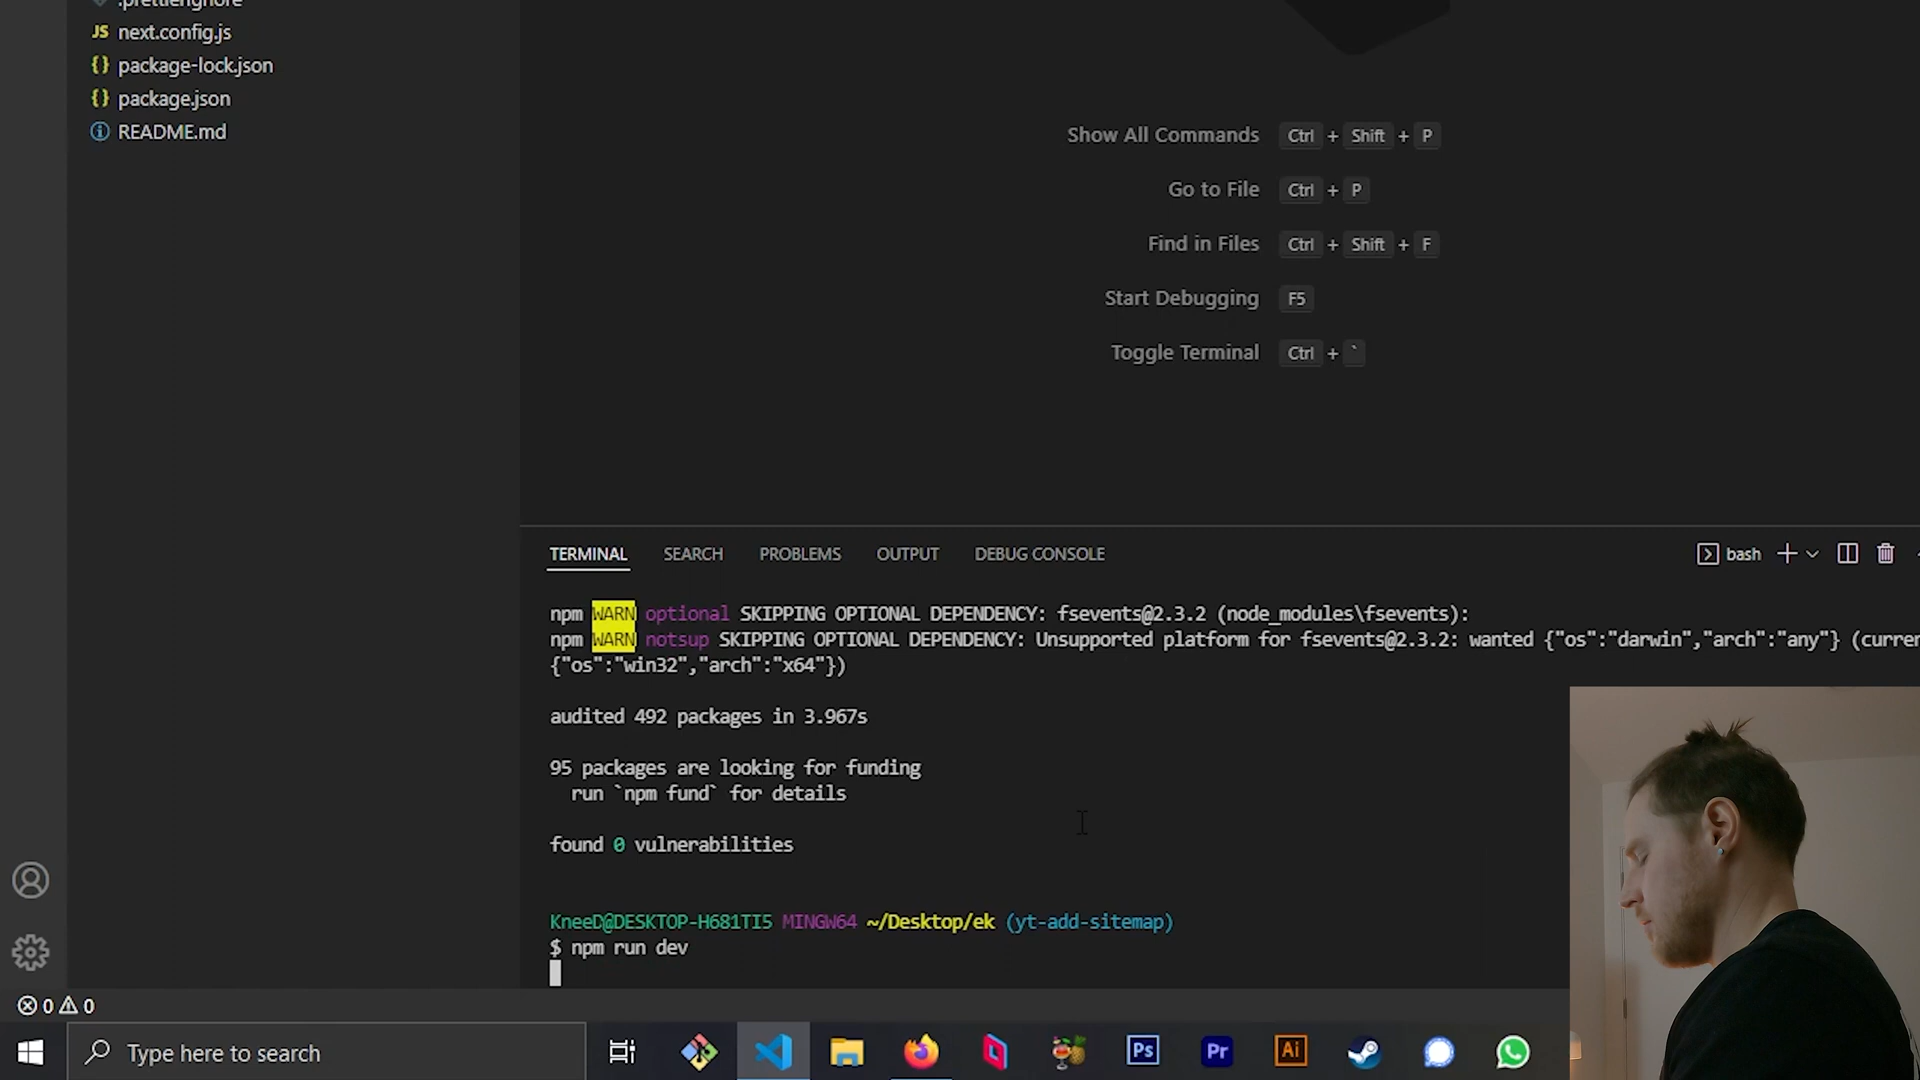 .prettierignore
JS next.config.js
{} package-lock.json
{} package.json
README.md
Show All Commands Ctrl + Shift + P
Go to File Ctrl + P
Find in Files Ctrl + Shift + F
Start Debugging F5
Toggle Terminal Ctrl + `
TERMINAL SEARCH PROBLEMS OUTPUT DEBUG CONSOLE bash
npm WARN optional SKIPPING OPTIONAL DEPENDENCY: fsevents@2.3.2 (node_modules\fsevents):
npm WARN notsup SKIPPING OPTIONAL DEPENDENCY: Unsupported platform for fsevents@2.3.2: wanted {"os":"darwin","arch":"any"} (curren
{"os":"win32","arch":"x64"})
audited 492 packages in 3.967s
95 packages are looking for funding
run `npm fund` for details
found 0 vulnerabilities
KneeD@DESKTOP-H681TI5 MINGW64 ~/Desktop/ek (yt-add-sitemap)
$ npm run dev
0 0
Type here to search
Ps Pr Ai